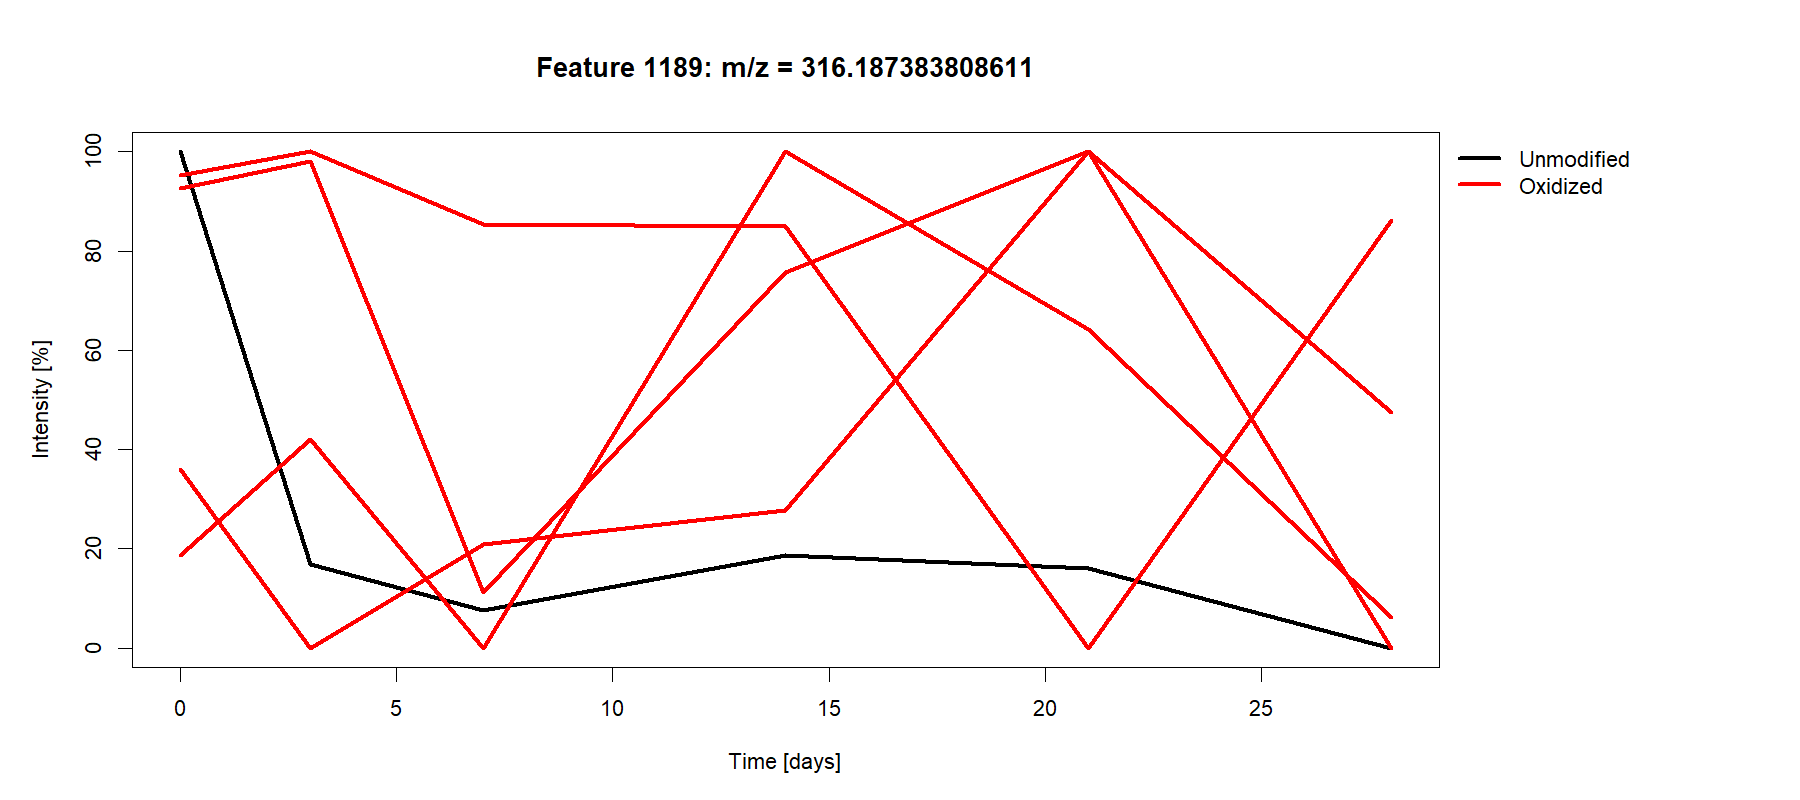 Feature 1189: m/z = 316.187383808611
Unmodified
Oxidized
Intensity [%]
100
80
60
40
20
0
0 5 10 15 20 25
Time [days]